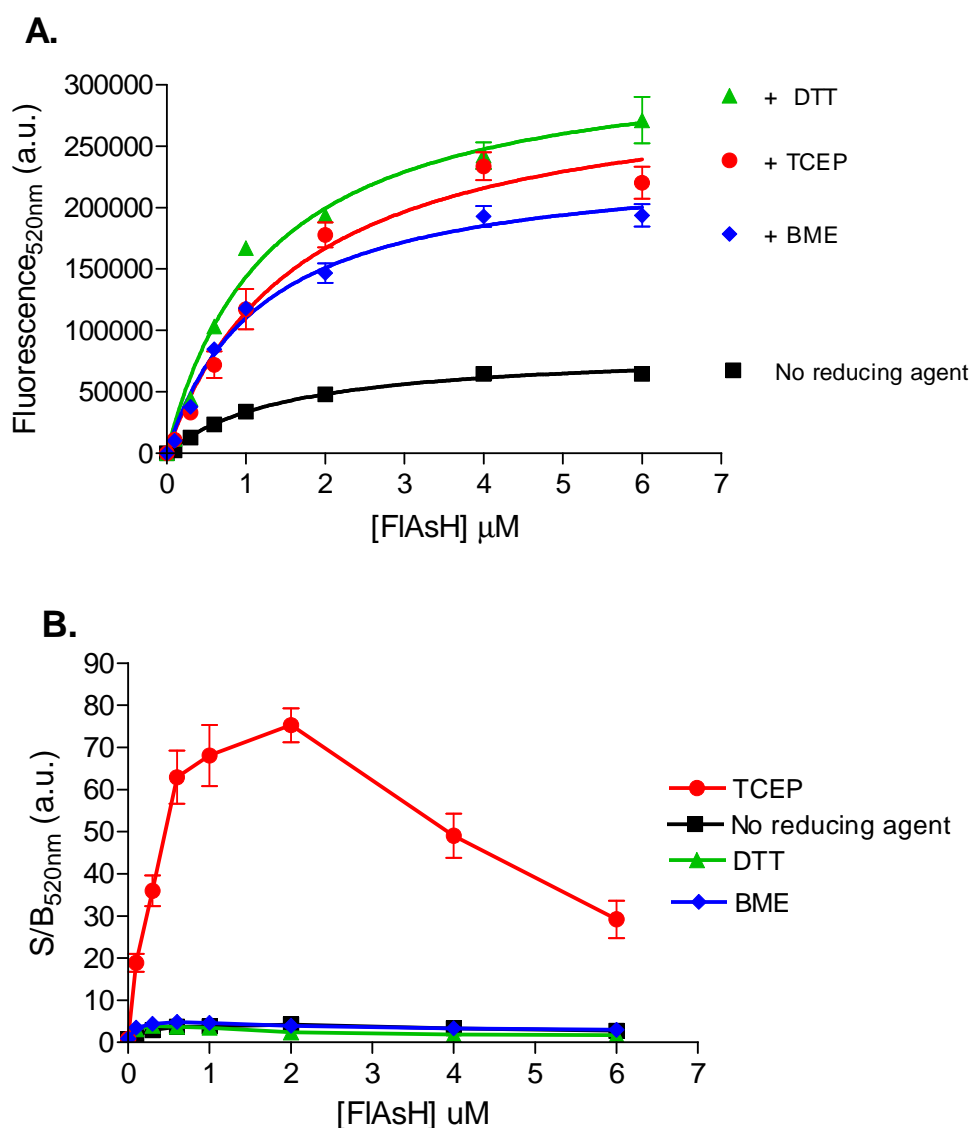 A.
300000
250000
200000
150000
100000
50000
0
Fluorescence520nm (a.u.)
0 1 2 3 4 5 6 7
[FlAsH] μM
+ DTT
+ TCEP
+ BME
No reducing agent
B.
90
80
70
60
50
40
30
20
10
0
S/B520nm (a.u.)
0 1 2 3 4 5 6 7
[FlAsH] uM
TCEP
No reducing agent
DTT
BME